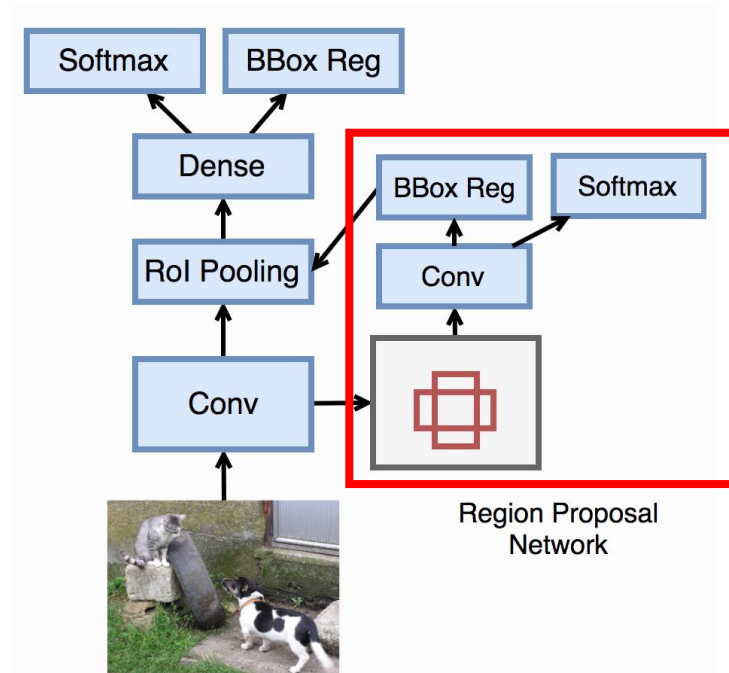 Softmax
BBox Reg
Dense
BBox Reg
Softmax
RoI Pooling
Conv
Conv
Region Proposal
Network